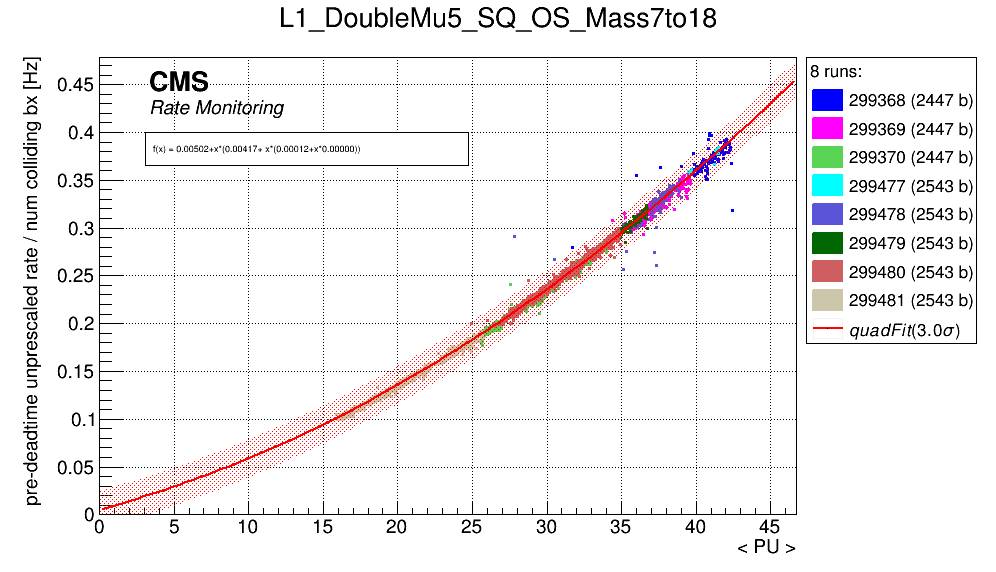 L1_DoubleMu5_SQ_OS_Mass7to18
pre-deadtime unprescaled rate / num colliding bx [Hz]
CMS
Rate Monitoring
f(x) = 0.00502+x*(0.00417+ x*(0.00012+x*0.00000))
0.45
0.4
0.35
0.3
0.25
0.2
0.15
0.1
0.05
0
0 5 10 15 20 25 30 35 40 45
< PU >
8 runs:
299368 (2447 b)
299369 (2447 b)
299370 (2447 b)
299477 (2543 b)
299478 (2543 b)
299479 (2543 b)
299480 (2543 b)
299481 (2543 b)
quadFit(3.0σ)